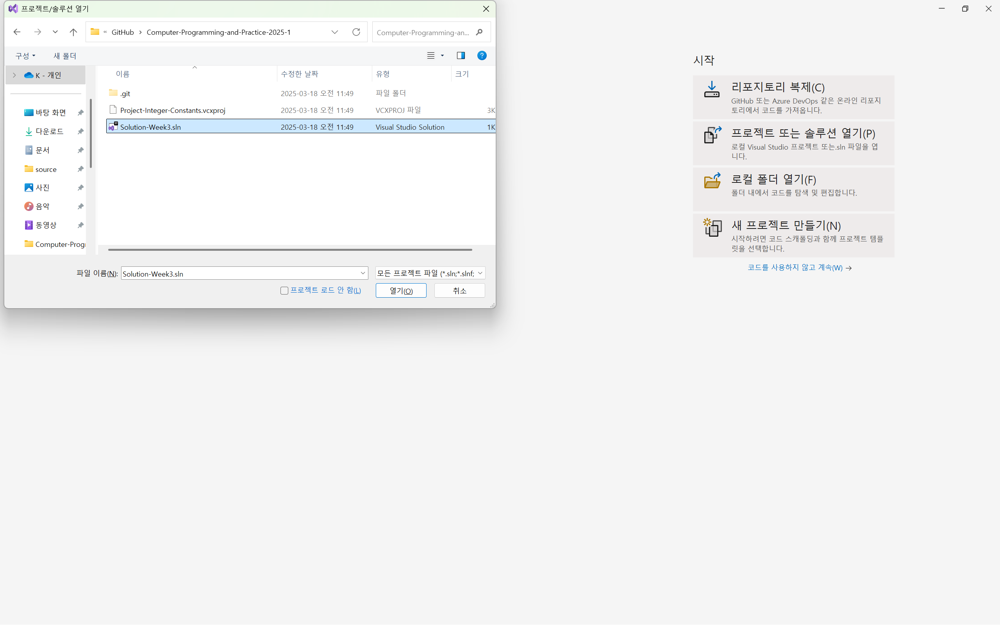 프로젝트/솔루션 열기
« GitHub › Computer-Programming-and-Practice-2025-1
Computer-Programming-an...
구성
새 폴더
K - 개인
바탕 화면
다운로드
문서
source
사진
음악
동영상
Computer-Progr
이름 수정한 날짜 유형 크기
.git 2025-03-18 오전 11:49 파일 폴더
Project-Integer-Constants.vcxproj 2025-03-18 오전 11:49 VCXPROJ 파일 3K
Solution-Week3.sln 2025-03-18 오전 11:49 Visual Studio Solution 1K
파일 이름(N): Solution-Week3.sln
모든 프로젝트 파일 (*.sln;*.slnf;
프로젝트 로드 안 함(L)
열기(O)
취소
시작
리포지토리 복제(C)
GitHub 또는 Azure DevOps 같은 온라인 리포지
토리에서 코드를 가져옵니다.
프로젝트 또는 솔루션 열기(P)
로컬 Visual Studio 프로젝트 또는.sln 파일을 엽
니다.
로컬 폴더 열기(F)
폴더 내에서 코드를 탐색 및 편집합니다.
새 프로젝트 만들기(N)
시작하려면 코드 스캐폴딩과 함께 프로젝트 템플
릿을 선택합니다.
코드를 사용하지 않고 계속(W) →